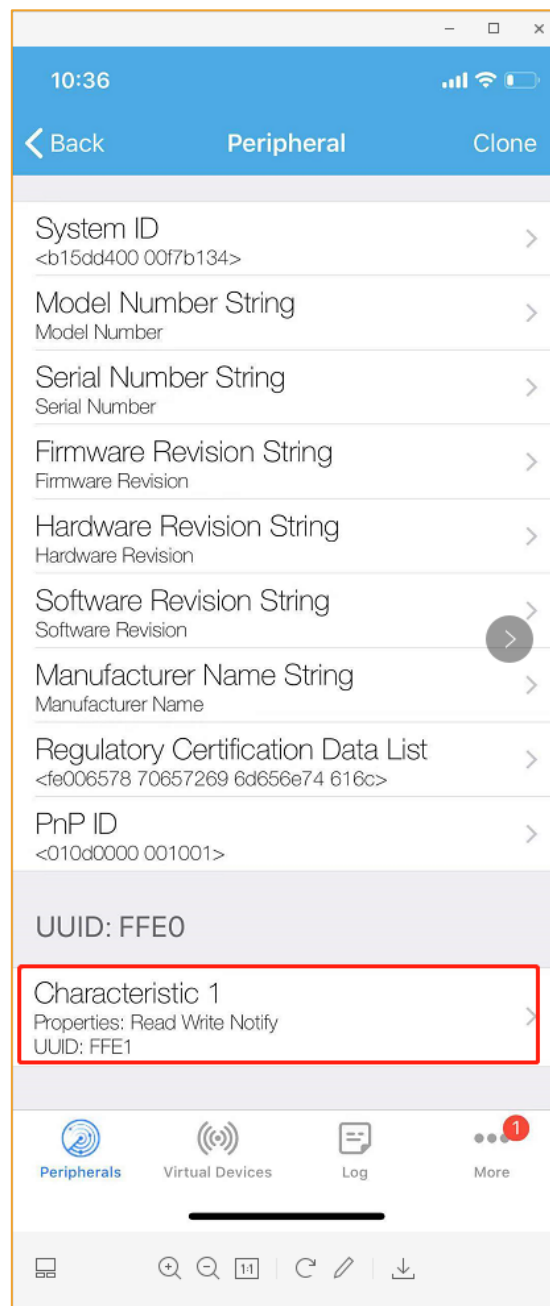 10:36
Back Peripheral Clone
System ID
<b15dd400 00f7b134>
Model Number String
Model Number
Serial Number String
Serial Number
Firmware Revision String
Firmware Revision
Hardware Revision String
Hardware Revision
Software Revision String
Software Revision
Manufacturer Name String
Manufacturer Name
Regulatory Certification Data List
<fe006578 70657269 6d656e74 616c>
PnP ID
<010d0000 001001>
UUID: FFE0
Characteristic 1
Properties: Read Write Notify
UUID: FFE1
1
Peripherals Virtual Devices Log More
1:1